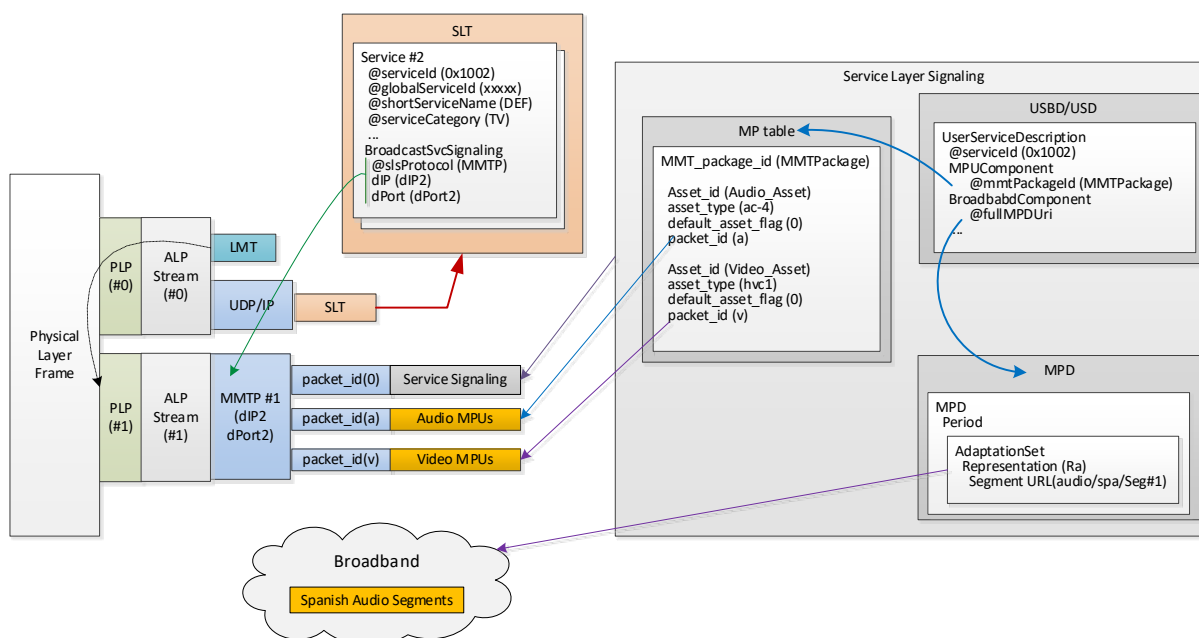 SLT
Service #2
@serviceId (0x1002)
@globalServiceId (xxxxx)
@shortServiceName (DEF)
@serviceCategory (TV)
...
BroadcastSvcSignaling
@slsProtocol (MMTP)
dIP (dIP2)
dPort (dPort2)
Physical
Layer
Frame
PLP
(#0)
ALP
Stream
(#0)
LMT
UDP/IP
SLT
PLP
(#1)
ALP
Stream
(#1)
MMTP #1
(dIP2
dPort2)
packet_id(0)
Service Signaling
packet_id(a)
Audio MPUs
packet_id(v)
Video MPUs
Broadband
Spanish Audio Segments
Service Layer Signaling
MP table
MMT_package_id (MMTPackage)
Asset_id (Audio_Asset)
asset_type (ac-4)
default_asset_flag (0)
packet_id (a)
Asset_id (Video_Asset)
asset_type (hvc1)
default_asset_flag (0)
packet_id (v)
USBD/USD
UserServiceDescription
@serviceId (0x1002)
MPUComponent
@mmtPackageId (MMTPackage)
BroadbabdComponent
@fullMPDUri
...
MPD
MPD
Period
AdaptationSet
Representation (Ra)
Segment URL(audio/spa/Seg#1)